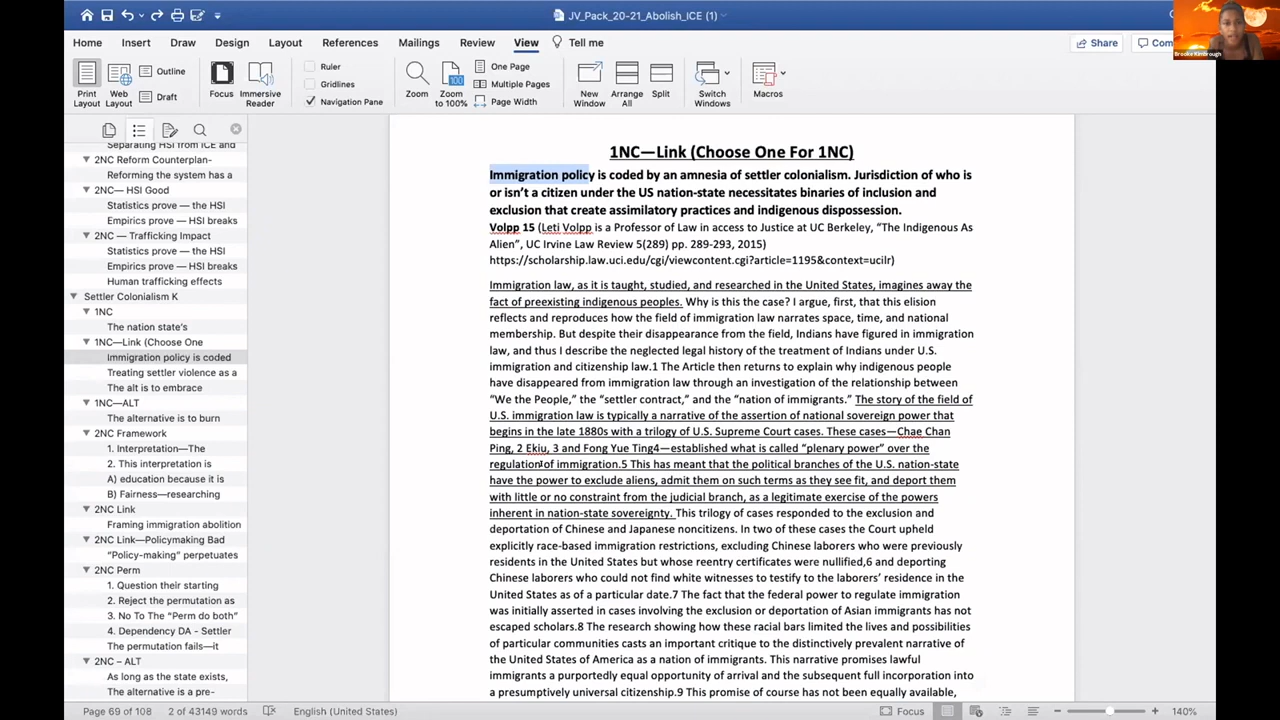 JV_Pack_20-21_Abolish_ICE (1)
Home Insert Draw Design Layout References Mailings Review View Tell me Share Com
Brooke Kimbrough
Print Layout
Web Layout
Outline
Draft
Focus
Immersive Reader
Ruler
Gridlines
Navigation Pane
Zoom
Zoom to 100%
100
One Page
Multiple Pages
Page Width
New Window
Arrange All
Split
Switch Windows
Macros
Separating HSI from ICE and
2NC Reform Counterplan-
Reforming the system has a
2NC— HSI Good
Statistics prove — the HSI
Empirics prove — HSI breaks
2NC — Trafficking Impact
Statistics prove — the HSI
Empirics prove — HSI breaks
Human trafficking effects
Settler Colonialism K
1NC
The nation state's
1NC—Link (Choose One
Immigration policy is coded
Treating settler violence as a
The alt is to embrace
1NC—ALT
The alternative is to burn
2NC Framework
1. Interpretation—The
2. This interpretation is
A) education because it is
B) Fairness—researching
2NC Link
Framing immigration abolition
2NC Link—Policymaking Bad
“Policy-making” perpetuates
2NC Perm
1. Question their starting
2. Reject the permutation as
3. No To The “Perm do both”
4. Dependency DA - Settler
The permutation fails—it
2NC – ALT
As long as the state exists,
The alternative is a pre-
1NC—Link (Choose One For 1NC)
Immigration policy is coded by an amnesia of settler colonialism. Jurisdiction of who is
or isn’t a citizen under the US nation-state necessitates binaries of inclusion and
exclusion that create assimilatory practices and indigenous dispossession.
Volpp 15 (Leti Volpp is a Professor of Law in access to Justice at UC Berkeley, “The Indigenous As
Alien”, UC Irvine Law Review 5(289) pp. 289-293, 2015)
https://scholarship.law.uci.edu/cgi/viewcontent.cgi?article=1195&context=ucilr)
Immigration law, as it is taught, studied, and researched in the United States, imagines away the
fact of preexisting indigenous peoples. Why is this the case? I argue, first, that this elision
reflects and reproduces how the field of immigration law narrates space, time, and national
membership. But despite their disappearance from the field, Indians have figured in immigration
law, and thus I describe the neglected legal history of the treatment of Indians under U.S.
immigration and citizenship law.1 The Article then returns to explain why indigenous people
have disappeared from immigration law through an investigation of the relationship between
“We the People,” the “settler contract,” and the “nation of immigrants.” The story of the field of
U.S. immigration law is typically a narrative of the assertion of national sovereign power that
begins in the late 1880s with a trilogy of U.S. Supreme Court cases. These cases—Chae Chan
Ping, 2 Ekiu, 3 and Fong Yue Ting4—established what is called “plenary power” over the
regulation of immigration.5 This has meant that the political branches of the U.S. nation-state
have the power to exclude aliens, admit them on such terms as they see fit, and deport them
with little or no constraint from the judicial branch, as a legitimate exercise of the powers
inherent in nation-state sovereignty. This trilogy of cases responded to the exclusion and
deportation of Chinese and Japanese noncitizens. In two of these cases the Court upheld
explicitly race-based immigration restrictions, excluding Chinese laborers who were previously
residents in the United States but whose reentry certificates were nullified,6 and deporting
Chinese laborers who could not find white witnesses to testify to the laborers’ residence in the
United States as of a particular date.7 The fact that the federal power to regulate immigration
was initially asserted in cases involving the exclusion or deportation of Asian immigrants has not
escaped scholars.8 The research showing how these racial bars limited the lives and possibilities
of particular communities casts an important critique to the distinctively prevalent narrative of
the United States of America as a nation of immigrants. This narrative promises lawful
immigrants a purportedly equal opportunity of arrival and the subsequent full incorporation into
a presumptively universal citizenship.9 This promise of course has not been equally available,
Page 69 of 108 2 of 43149 words English (United States) Focus 140%